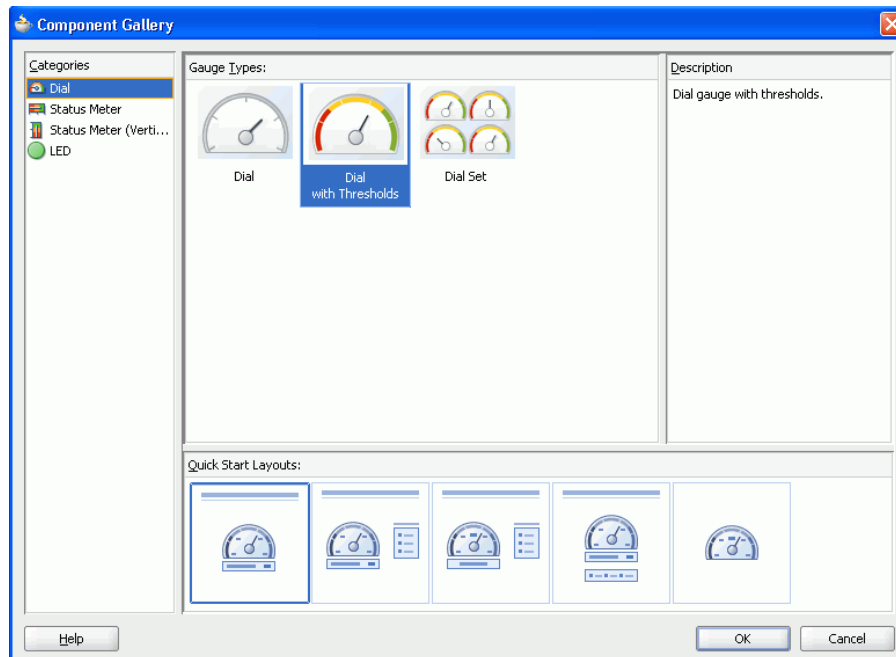 Component Gallery
Categories
Dial
Status Meter
Status Meter (Verti...
LED
Gauge Types:
Dial
Dial
with Thresholds
Dial Set
Description
Dial gauge with thresholds.
Quick Start Layouts:
Help
OK
Cancel